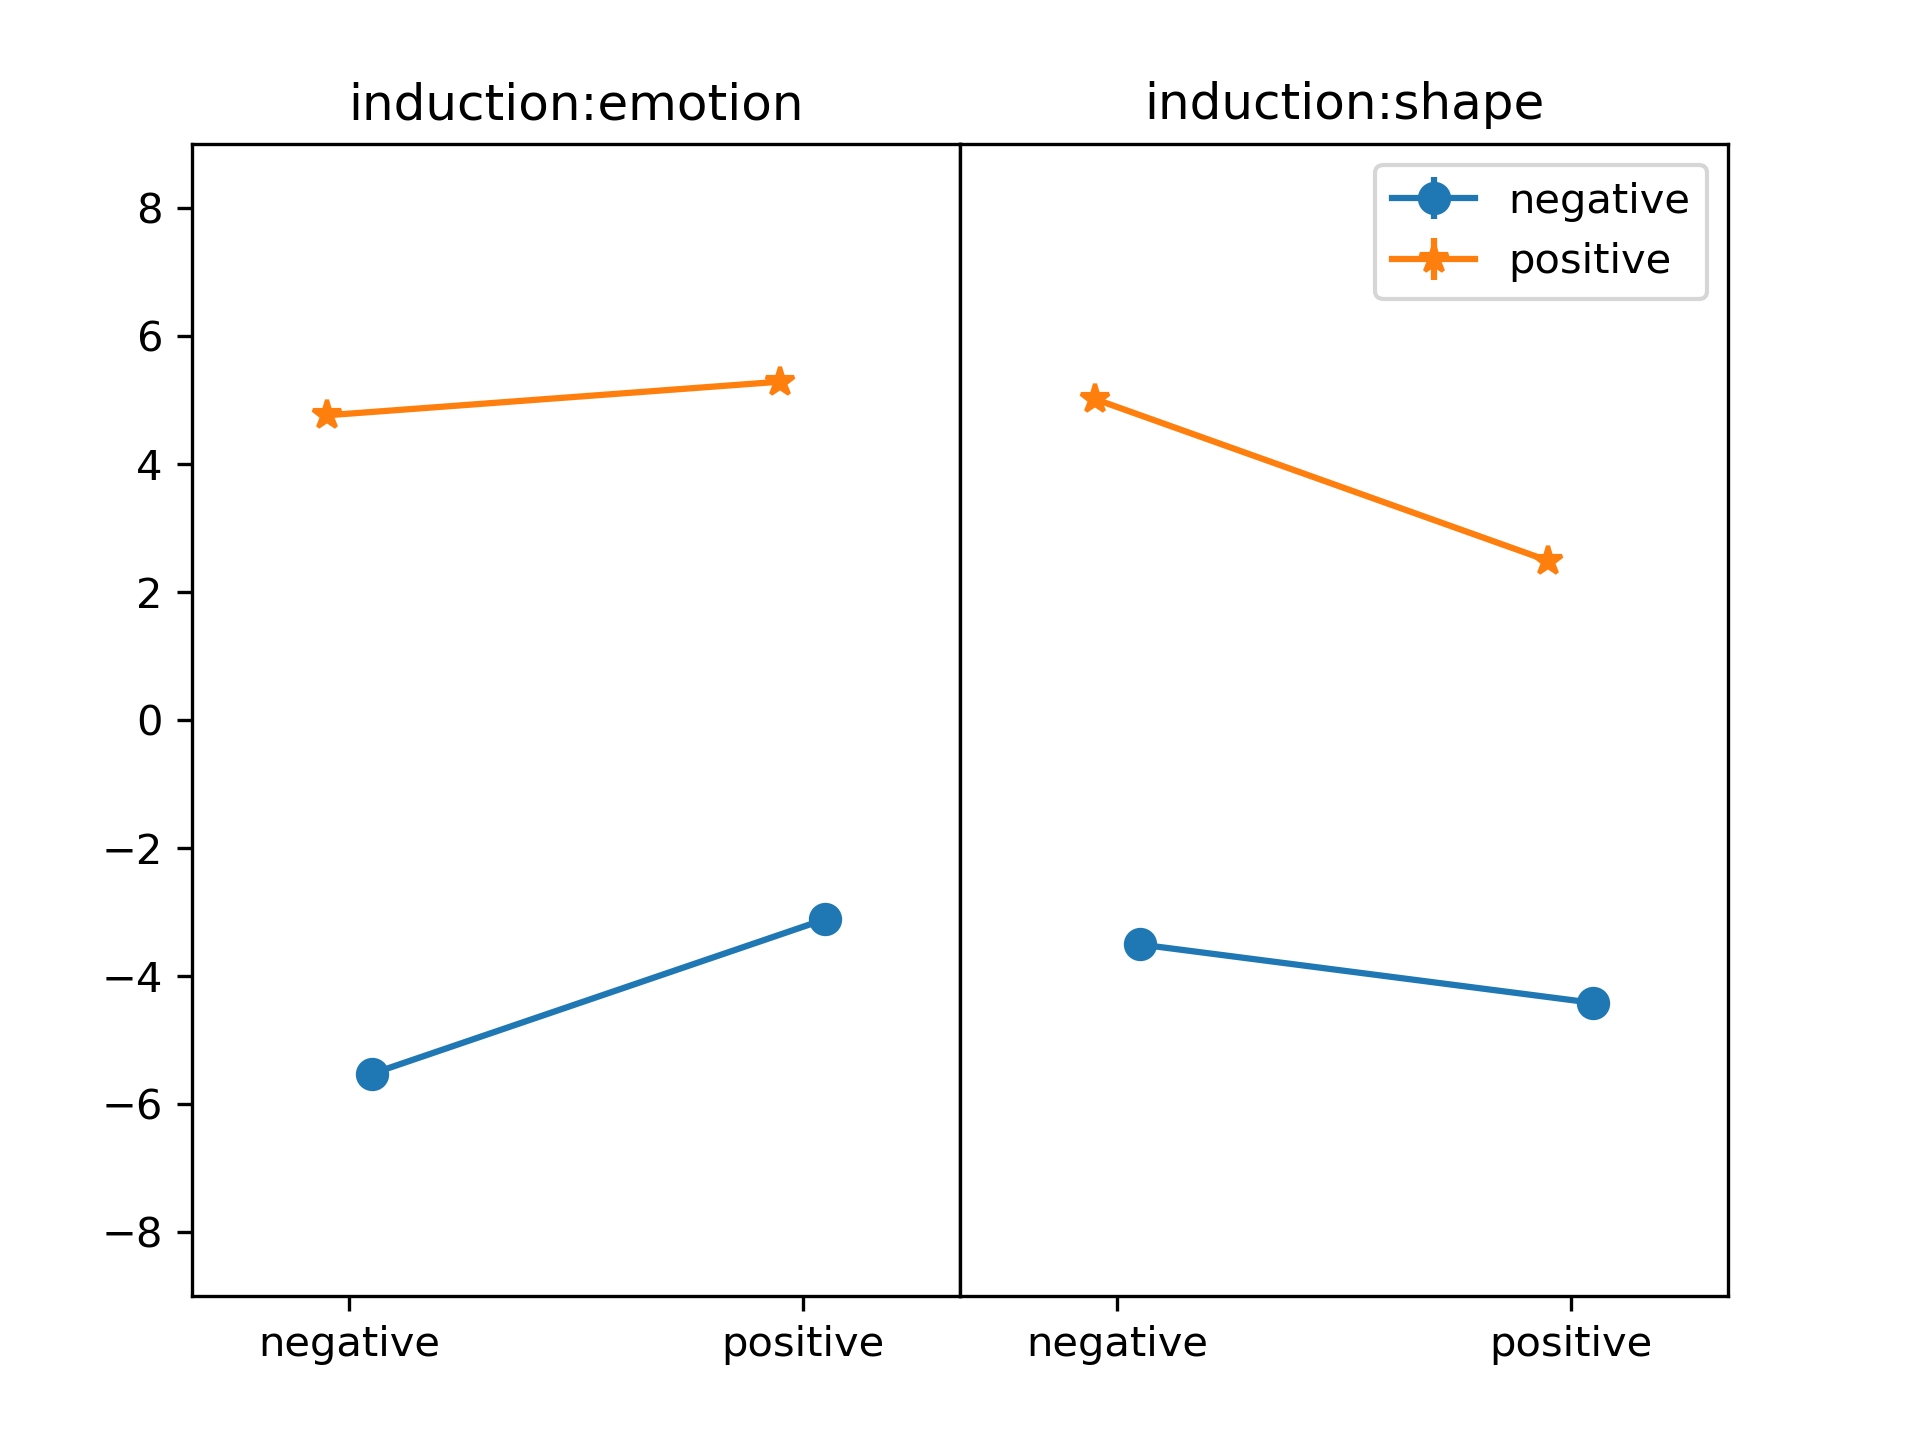 induction:emotion
induction:shape
negative
positive
8
6
4
2
0
−2
−4
−6
−8
negative
positive
negative
positive